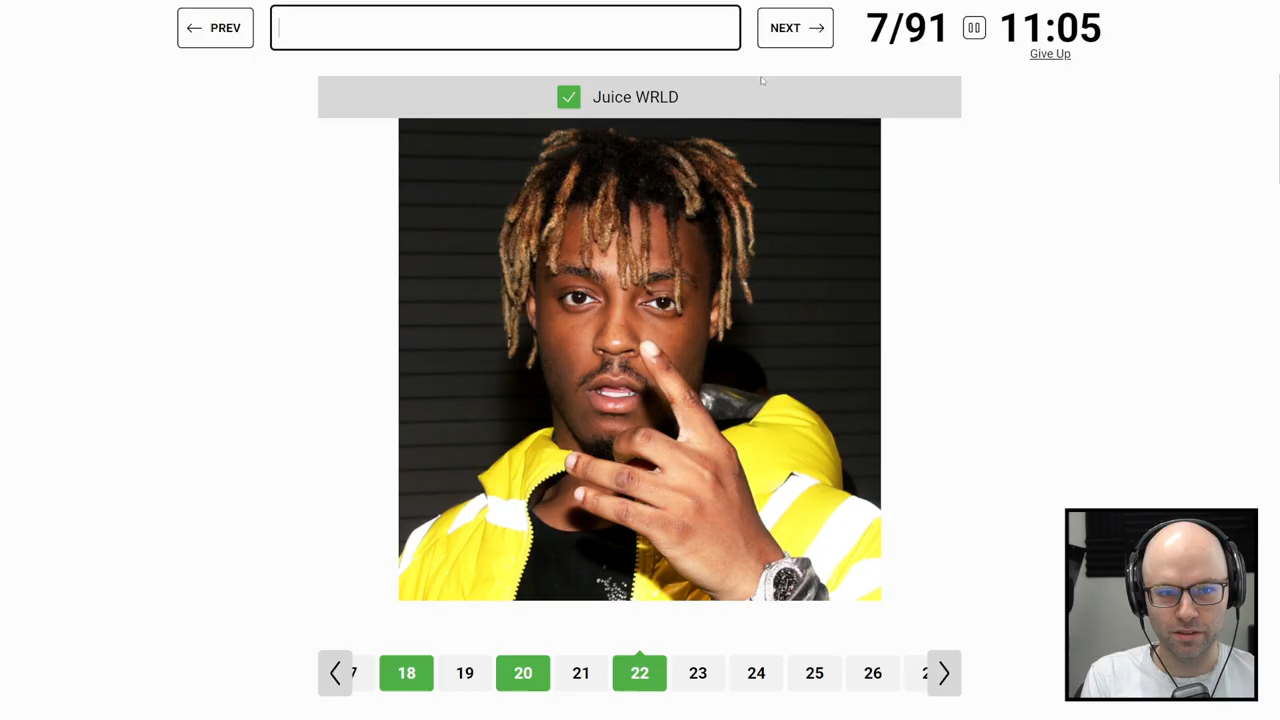 ← PREV
NEXT →
7/91
11:05
Give Up
Juice WRLD
18 19 20 21 22 23 24 25 26